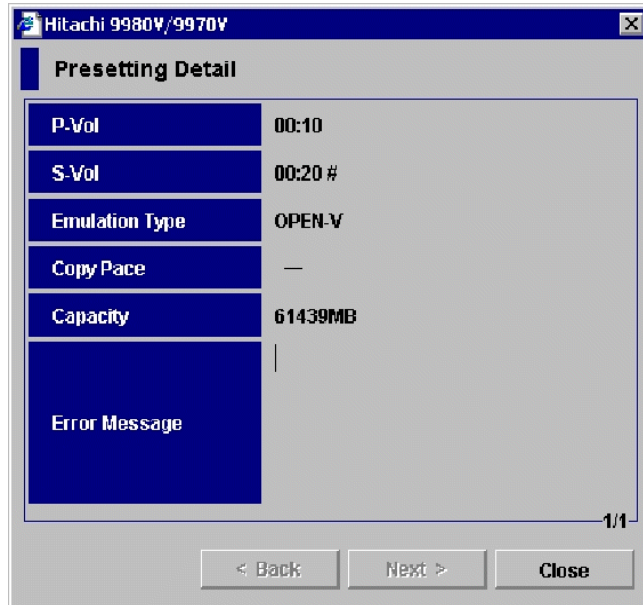 Hitachi 9980V/9970V
Presetting Detail
P-Vol 00:10
S-Vol 00:20 #
Emulation Type OPEN-V
Copy Pace —
Capacity 61439MB
Error Message
1/1
< Back Next > Close